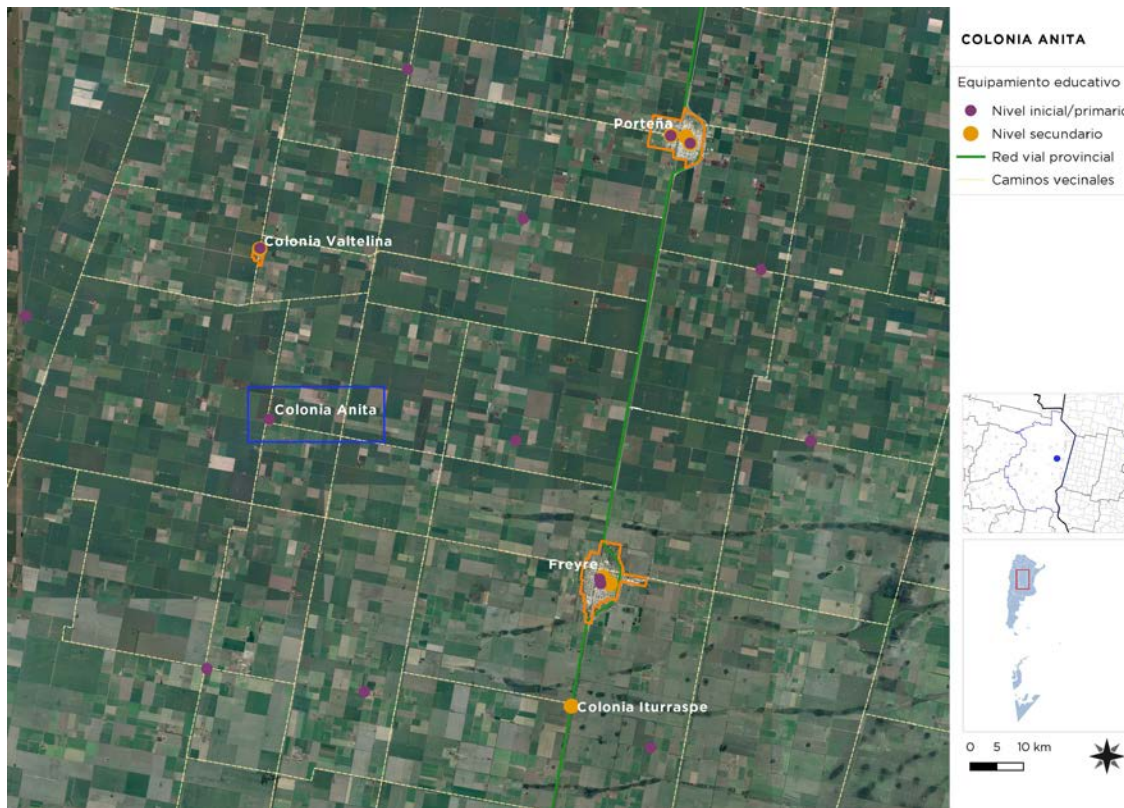 COLONIA ANITA
Equipamiento educativo
Nivel inicial/primario
Nivel secundario
Red vial provincial
Caminos vecinales
Porteña
Colonia Valtelina
Colonia Anita
Freyre
Colonia Iturraspe
0 5 10 km